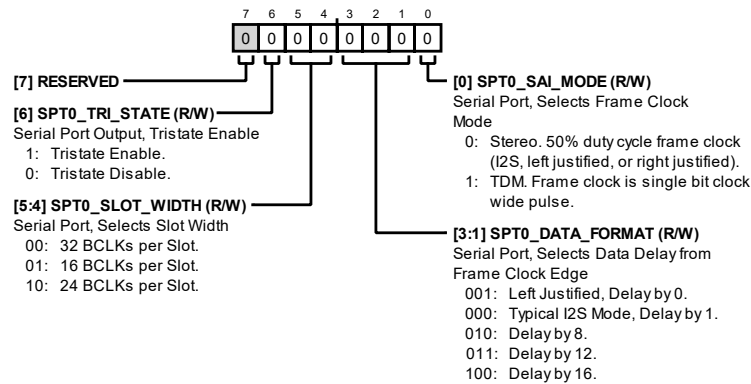 7 6 5 4 3 2 1 0
0 0 0 0 0 0 0 0
[7] RESERVED
[6] SPT0_TRI_STATE (R/W)
Serial Port Output, Tristate Enable
1: Tristate Enable.
0: Tristate Disable.
[5:4] SPT0_SLOT_WIDTH (R/W)
Serial Port, Selects Slot Width
00: 32 BCLKs per Slot.
01: 16 BCLKs per Slot.
10: 24 BCLKs per Slot.
[0] SPT0_SAI_MODE (R/W)
Serial Port, Selects Frame Clock
Mode
0: Stereo. 50% duty cycle frame clock
(I2S, left justified, or right justified).
1: TDM. Frame clock is single bit clock
wide pulse.
[3:1] SPT0_DATA_FORMAT (R/W)
Serial Port, Selects Data Delay from
Frame Clock Edge
001: Left Justified, Delay by 0.
000: Typical I2S Mode, Delay by 1.
010: Delay by 8.
011: Delay by 12.
100: Delay by 16.